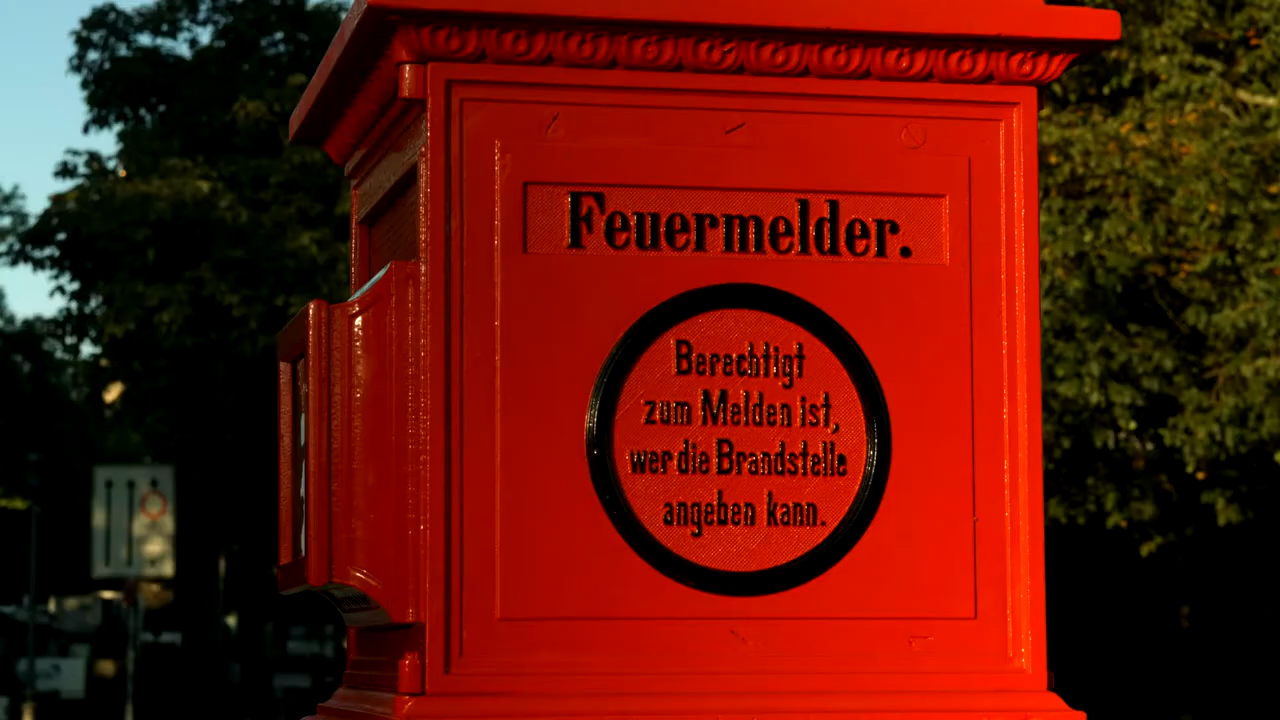 Feuermelder.
Berechtigt
zum Melden ist,
wer die Brandstelle
angeben kann.